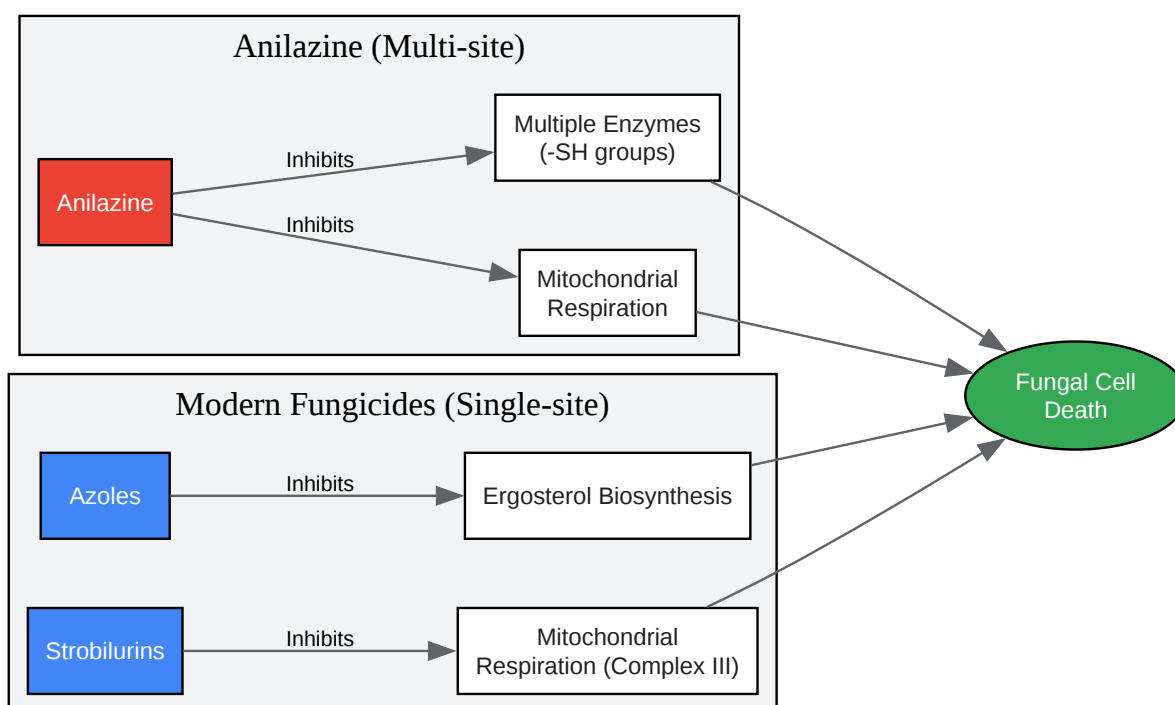 Anilazine (Multi-site)
Multiple Enzymes
(-SH groups)
Inhibits
Anilazine
Inhibits
Mitochondrial
Respiration
Fungal Cell
Death
Modern Fungicides (Single-site)
Azoles
Inhibits
Ergosterol Biosynthesis
Strobilurins
Inhibits
Mitochondrial
Respiration (Complex III)